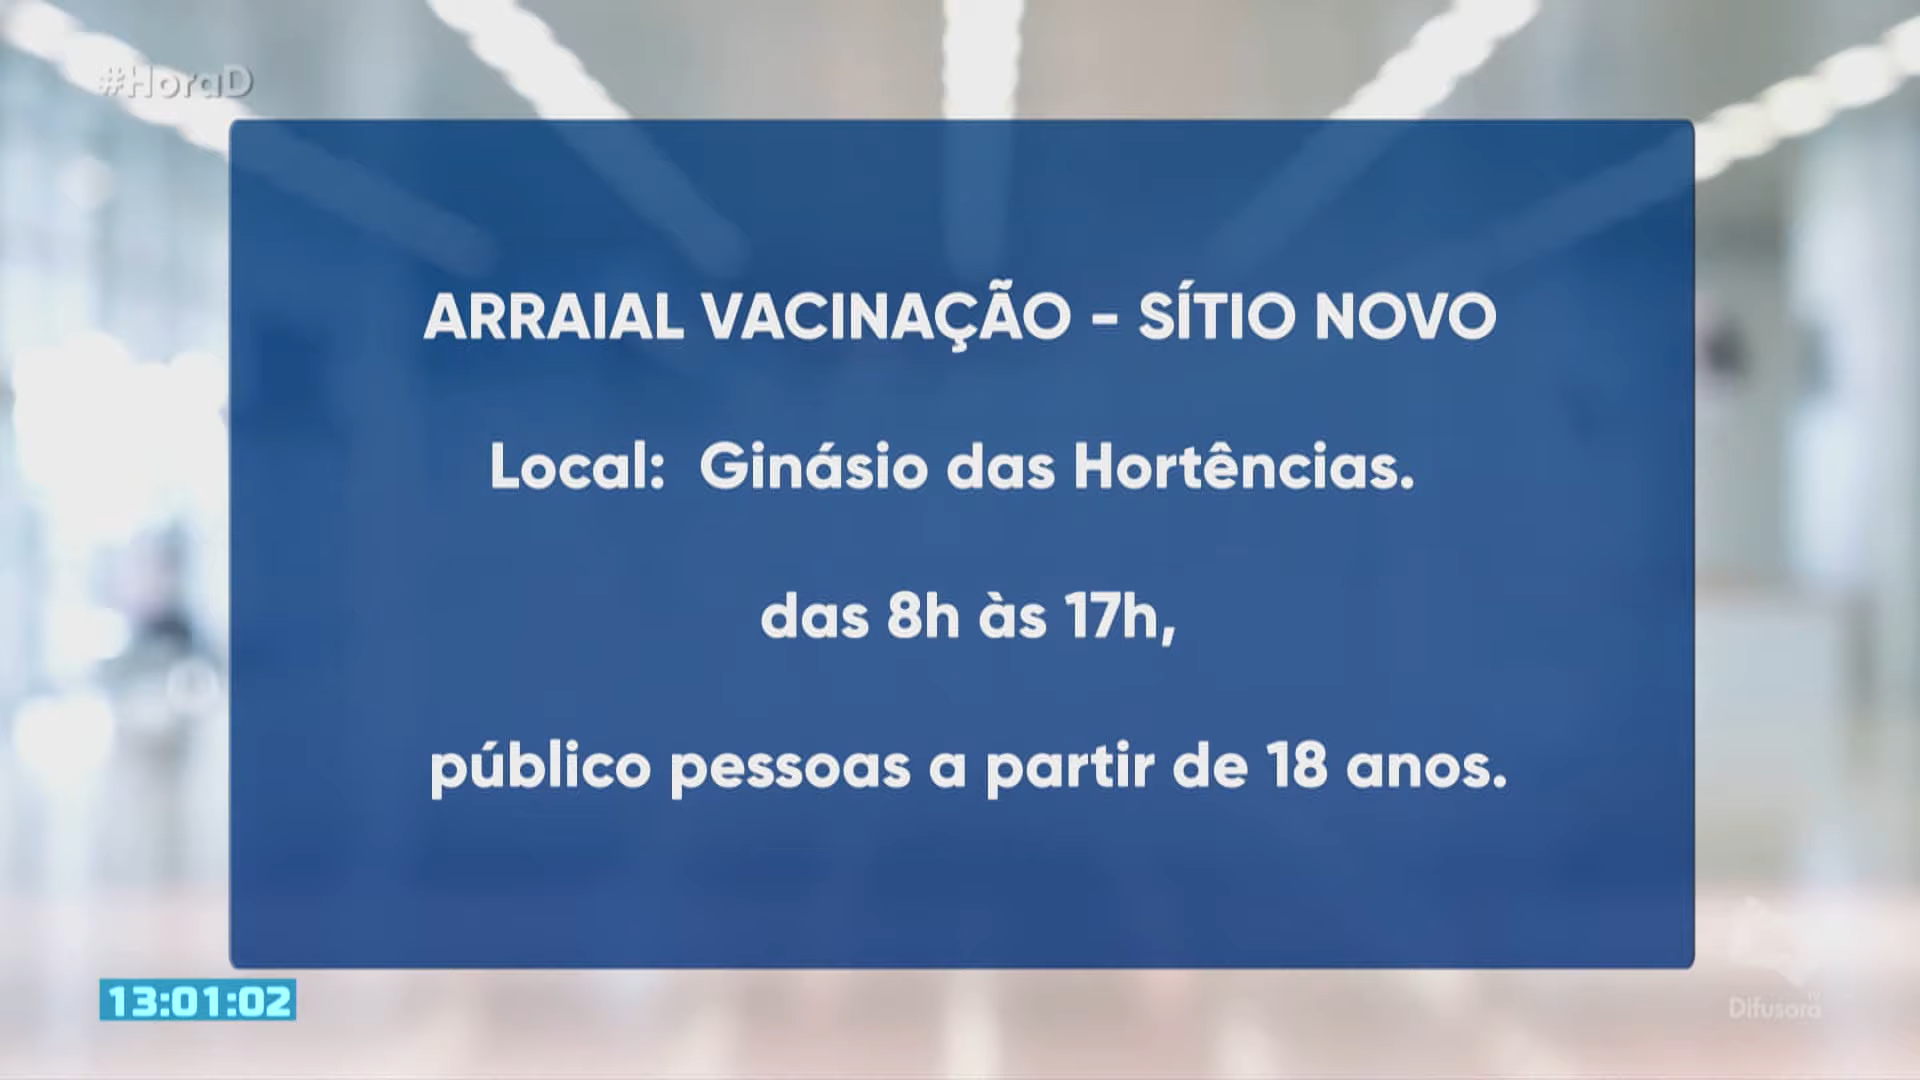 #HoraD
ARRAIAL VACINAÇÃO - SÍTIO NOVO
Local:  Ginásio das Hortências.
das 8h às 17h,
público pessoas a partir de 18 anos.
13:01:02
TV
Difusora